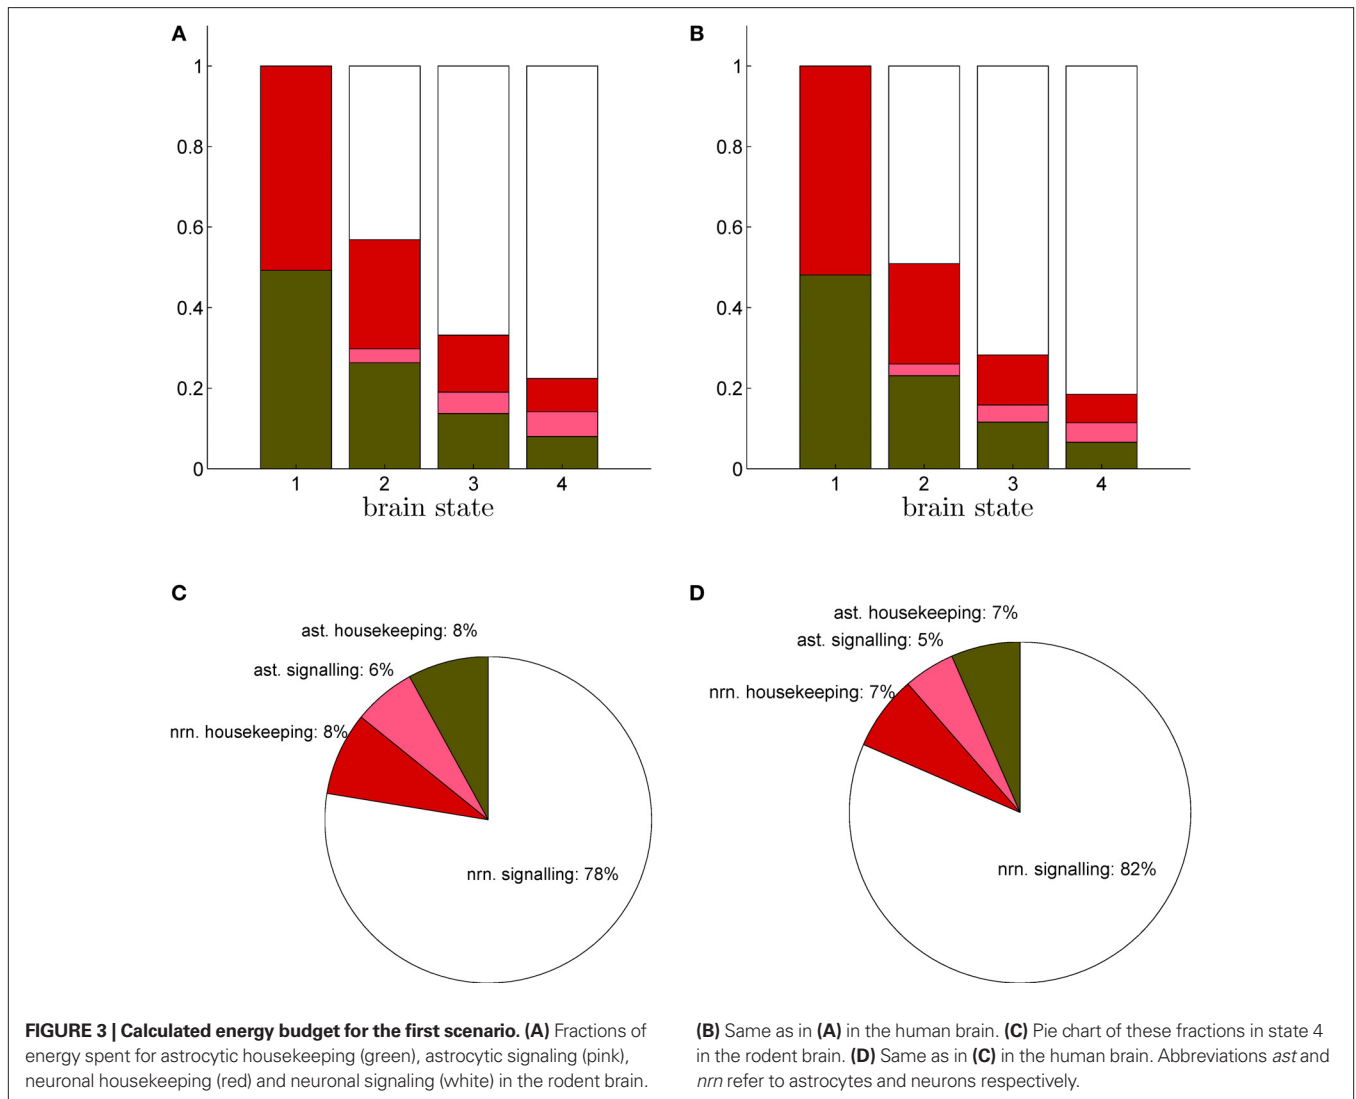 A
1
0.8
0.6
0.4
0.2
0
1 2 3 4
brain state
B
1
0.8
0.6
0.4
0.2
0
1 2 3 4
brain state
C
ast. housekeeping: 8%
ast. signalling: 6%
nrn. housekeeping: 8%
nrn. signalling: 78%
D
ast. housekeeping: 7%
ast. signalling: 5%
nrn. housekeeping: 7%
nrn. signalling: 82%
FIGURE 3 | Calculated energy budget for the first scenario. (A) Fractions of
energy spent for astrocytic housekeeping (green), astrocytic signaling (pink),
neuronal housekeeping (red) and neuronal signaling (white) in the rodent brain.
(B) Same as in (A) in the human brain. (C) Pie chart of these fractions in state 4
in the rodent brain. (D) Same as in (C) in the human brain. Abbreviations ast and
nrn refer to astrocytes and neurons respectively.